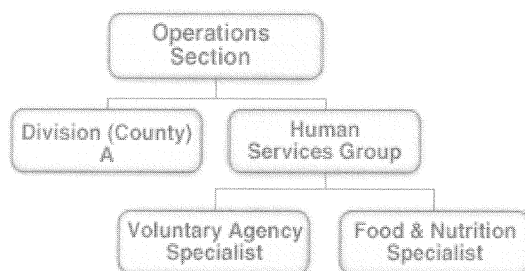 Operations
Section
Division (County)
A
Human
Services Group
Voluntary Agency
Specialist
Food & Nutrition
Specialist